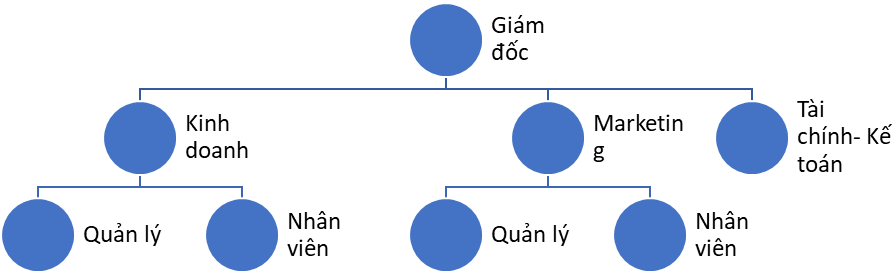 Giám
đốc
Kinh
doanh
Marketin
g
Tài
chính- Kế
toán
Quản lý
Nhân
viên
Quản lý
Nhân
viên